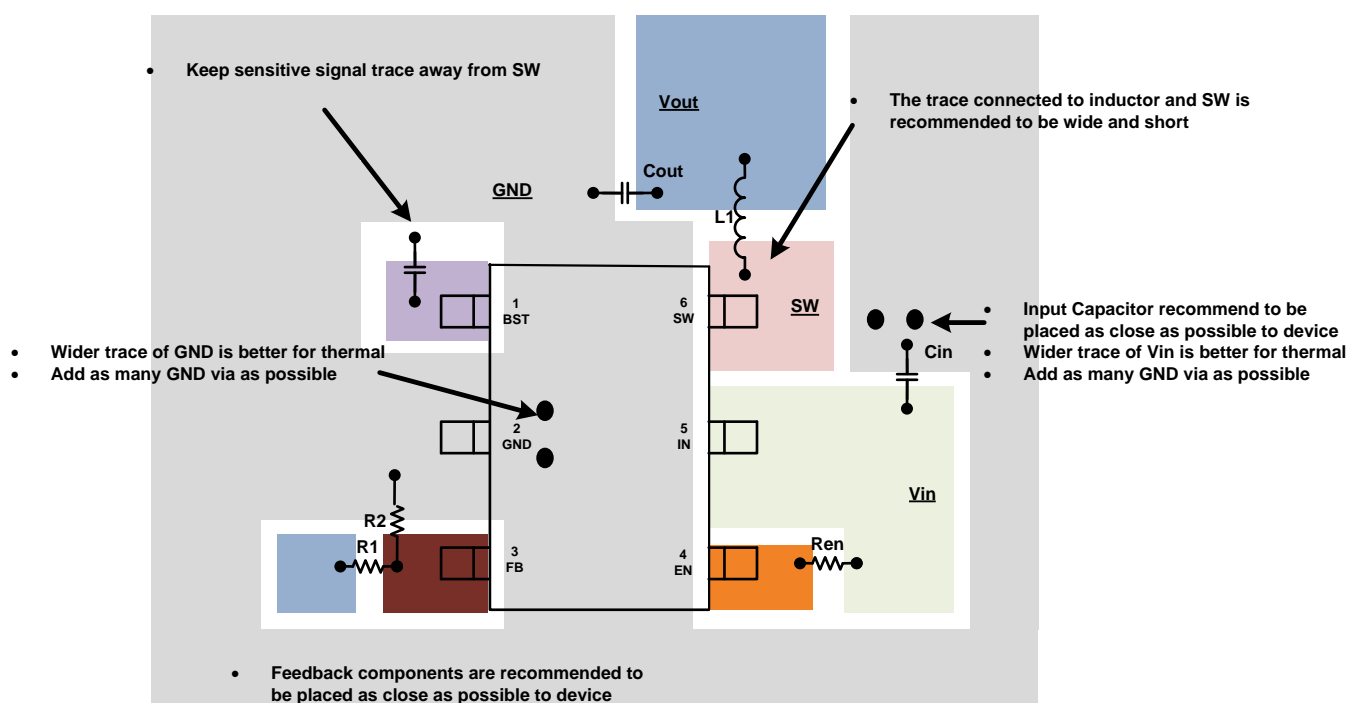 • Keep sensitive signal trace away from SW
Vout
• The trace connected to inductor and SW is
recommended to be wide and short
Cout
GND
L1
1
BST
6
SW
SW
• Input Capacitor recommend to be
placed as close as possible to device
• Wider trace of Vin is better for thermal
• Add as many GND via as possible
Cin
• Wider trace of GND is better for thermal
• Add as many GND via as possible
2
GND
5
IN
Vin
R2
R1
3
FB
4
EN
Ren
• Feedback components are recommended to
be placed as close as possible to device